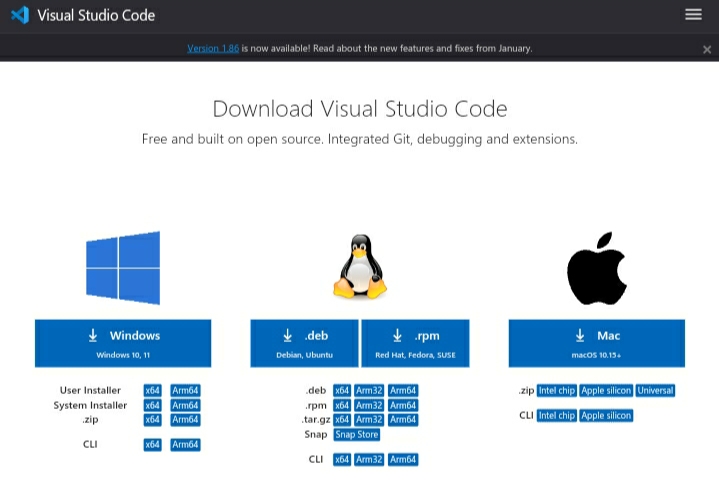 Visual Studio Code
Version 1.86 is now available! Read about the new features and fixes from January.
Download Visual Studio Code
Free and built on open source. Integrated Git, debugging and extensions.
Windows
Windows 10, 11
User Installer x64 Arm64
System Installer x64 Arm64
.zip x64 Arm64
CLI x64 Arm64
.deb
Debian, Ubuntu
.rpm
Red Hat, Fedora, SUSE
.deb x64 Arm32 Arm64
.rpm x64 Arm32 Arm64
.tar.gz x64 Arm32 Arm64
Snap Snap Store
CLI x64 Arm32 Arm64
Mac
macOS 10.15+
.zip Intel chip Apple silicon Universal
CLI Intel chip Apple silicon